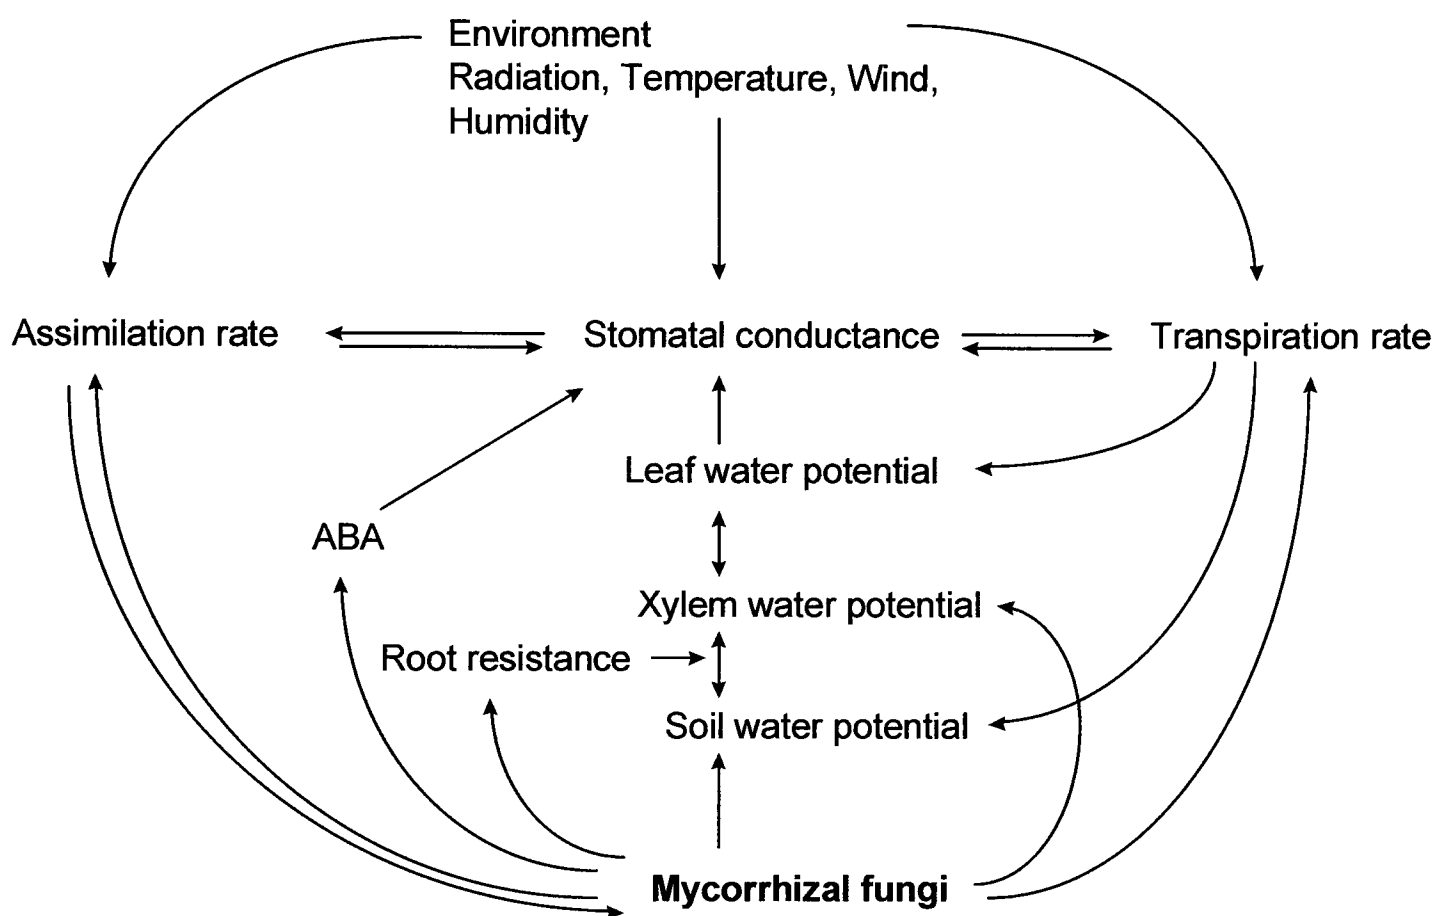 Environment
Radiation, Temperature, Wind,
Humidity
Assimilation rate
Stomatal conductance
Transpiration rate
Leaf water potential
ABA
Xylem water potential
Root resistance
Soil water potential
Mycorrhizal fungi